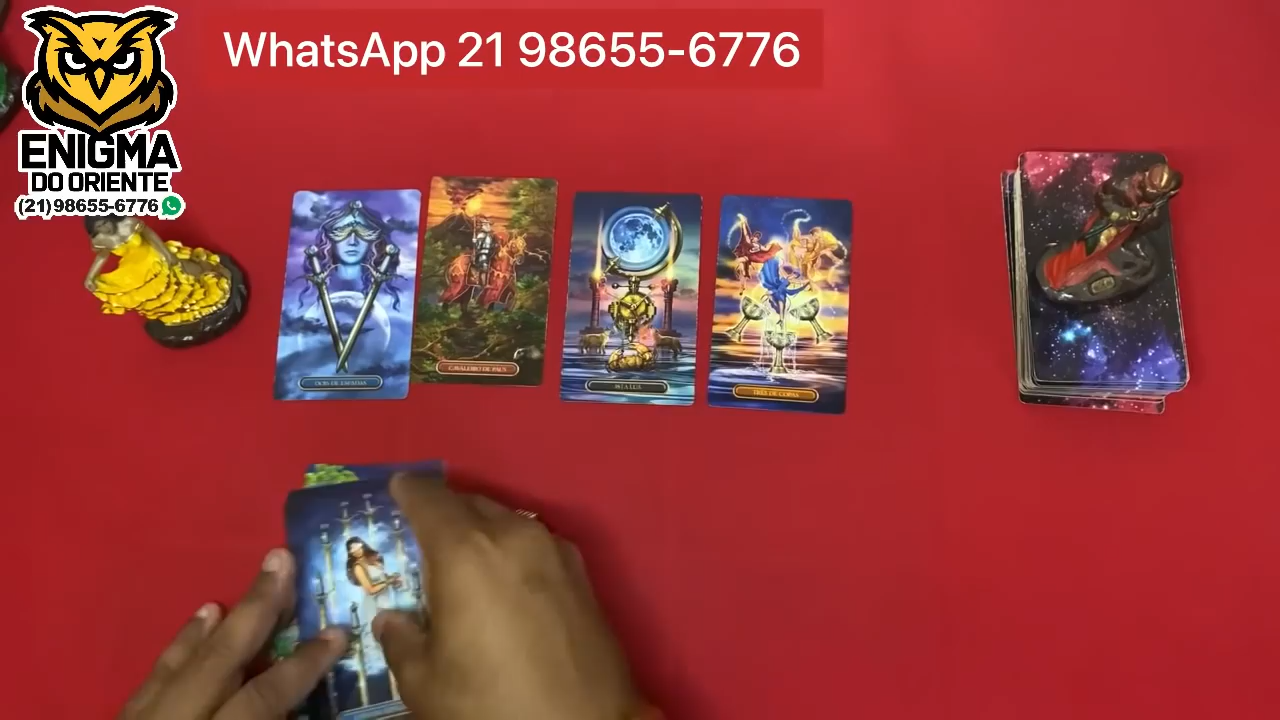 WhatsApp 21 98655-6776
ENIGMA
DO ORIENTE
(21)98655-6776
DOIS DE ESPADAS
CAVALEIRO DE PAUS
A LUA
TRÊS DE COPAS